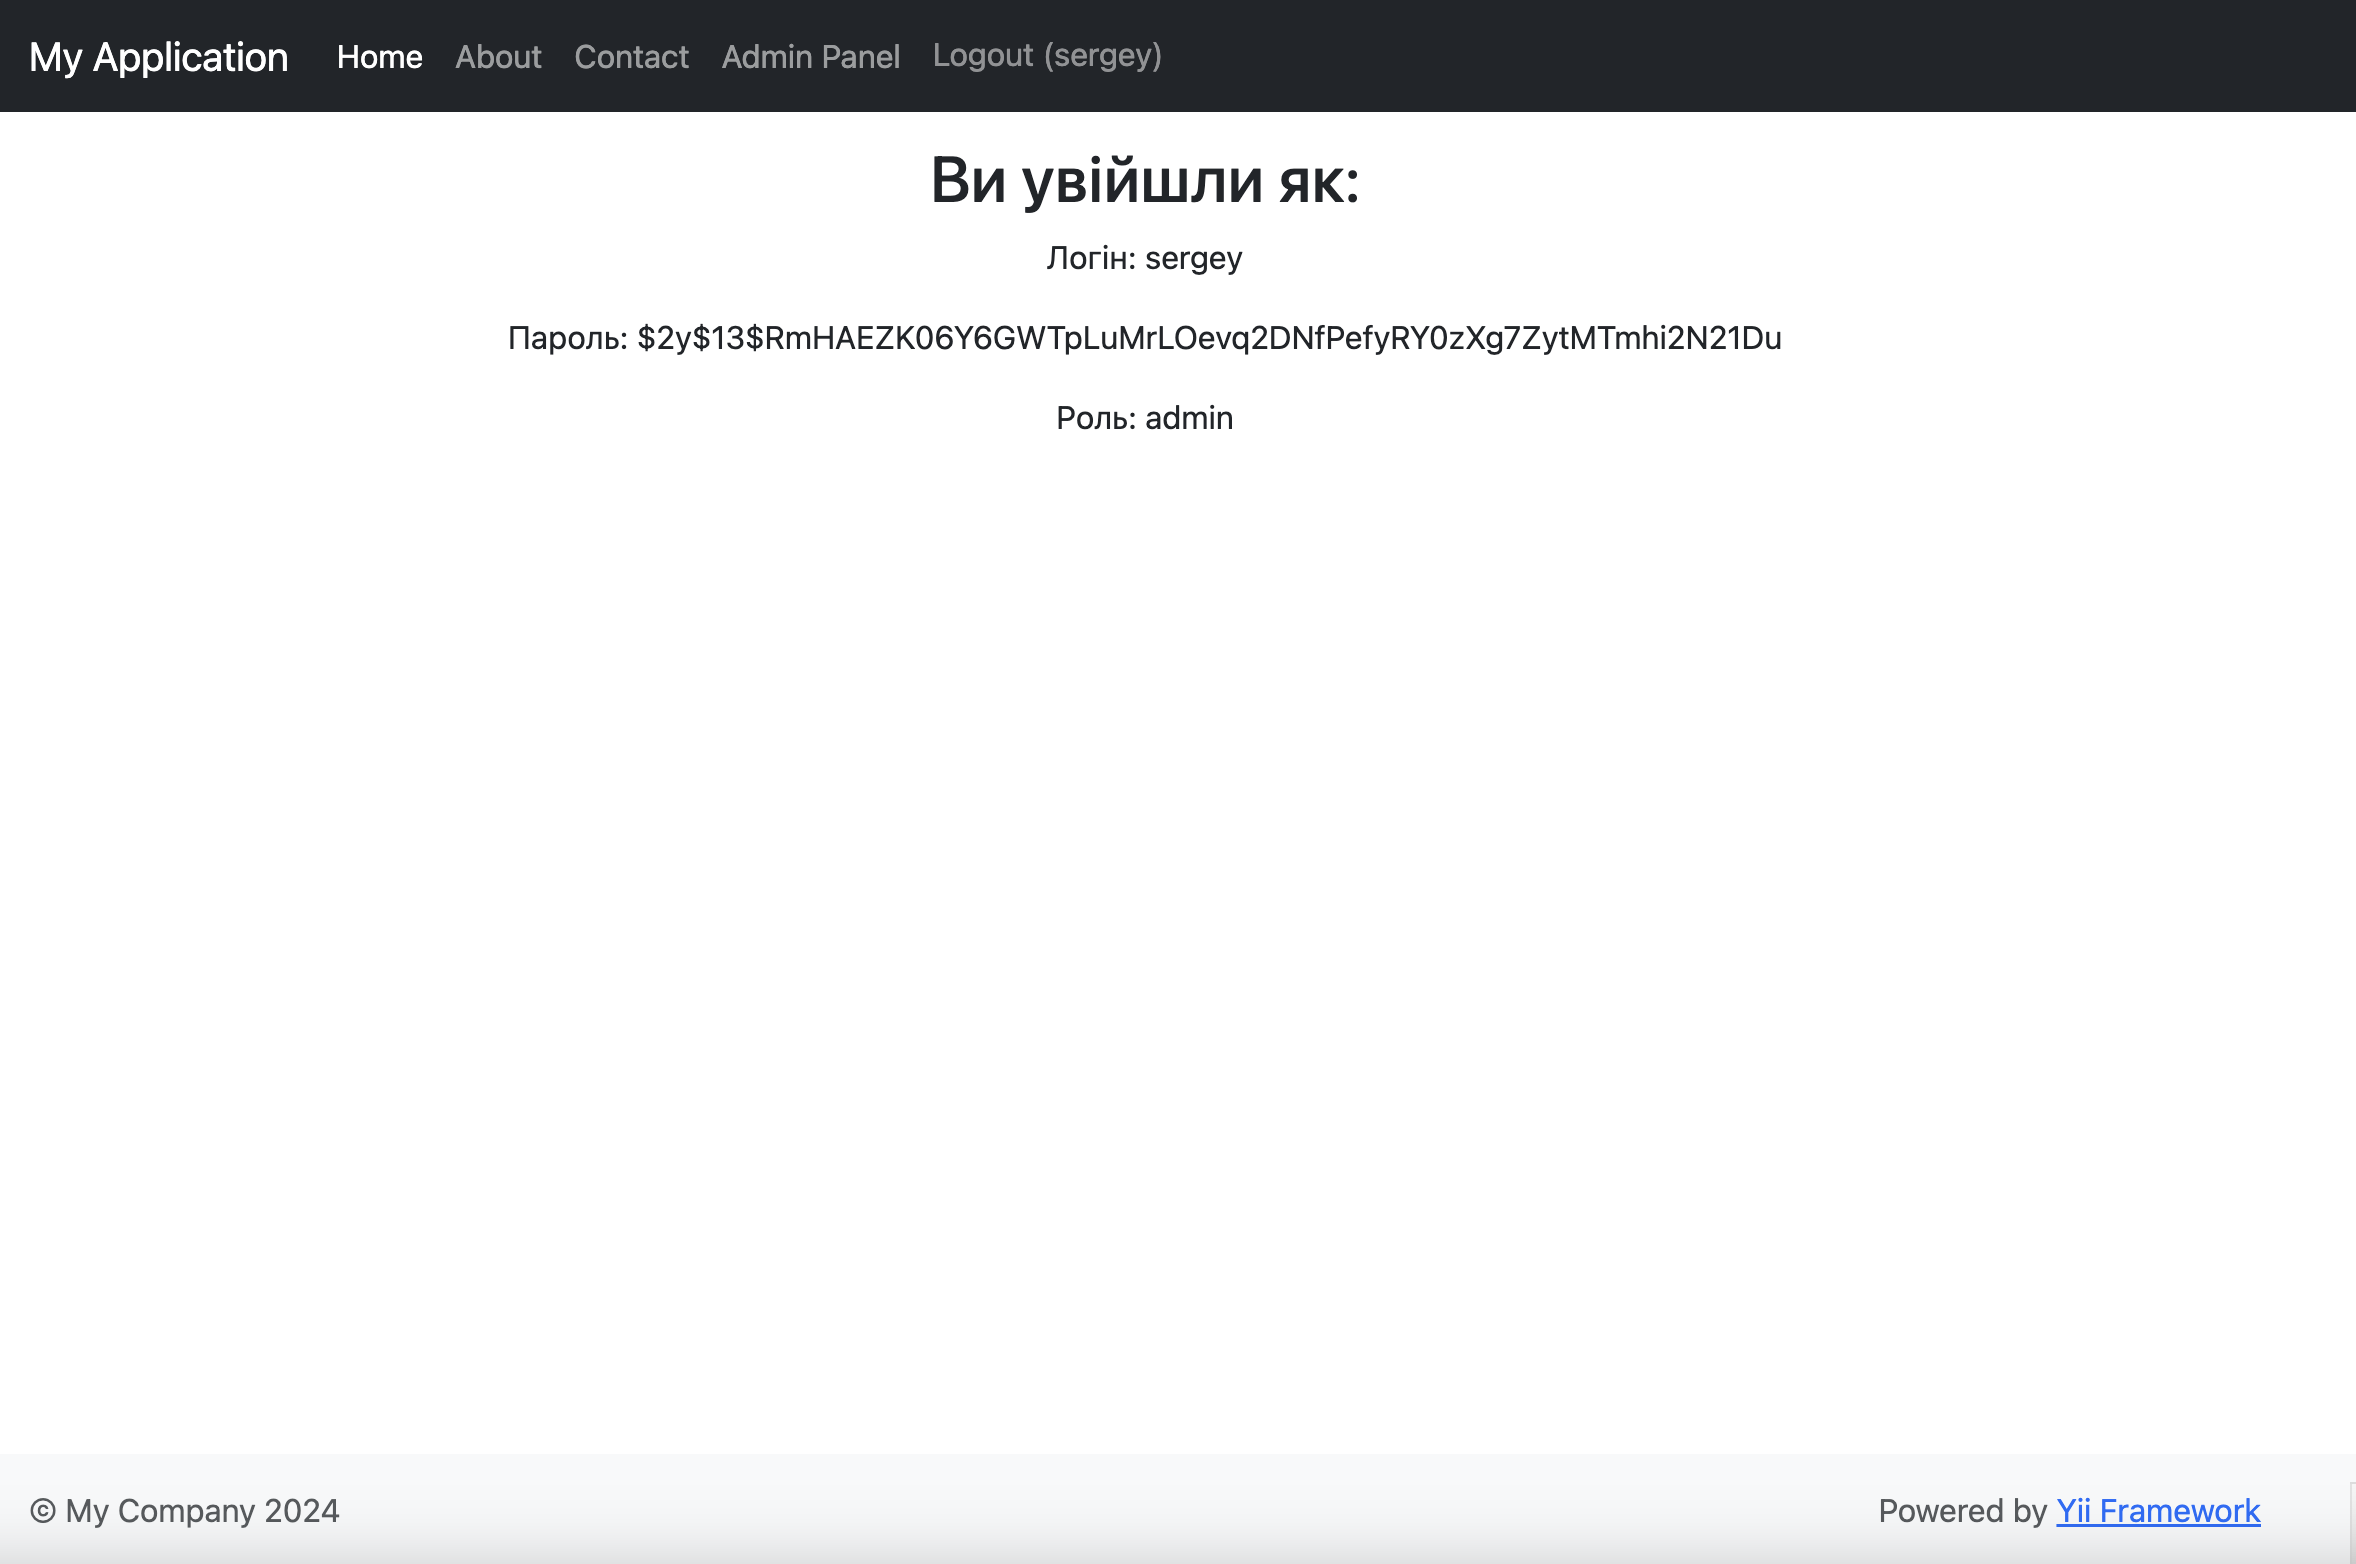 My Application Home About Contact Admin Panel Logout (sergey)
Ви увійшли як:
Логін: sergey
Пароль: $2y$13$RmHAEZK06Y6GWTpLuMrLOevq2DNfPefyRY0zXg7ZytMTmhi2N21Du
Роль: admin
© My Company 2024 Powered by Yii Framework